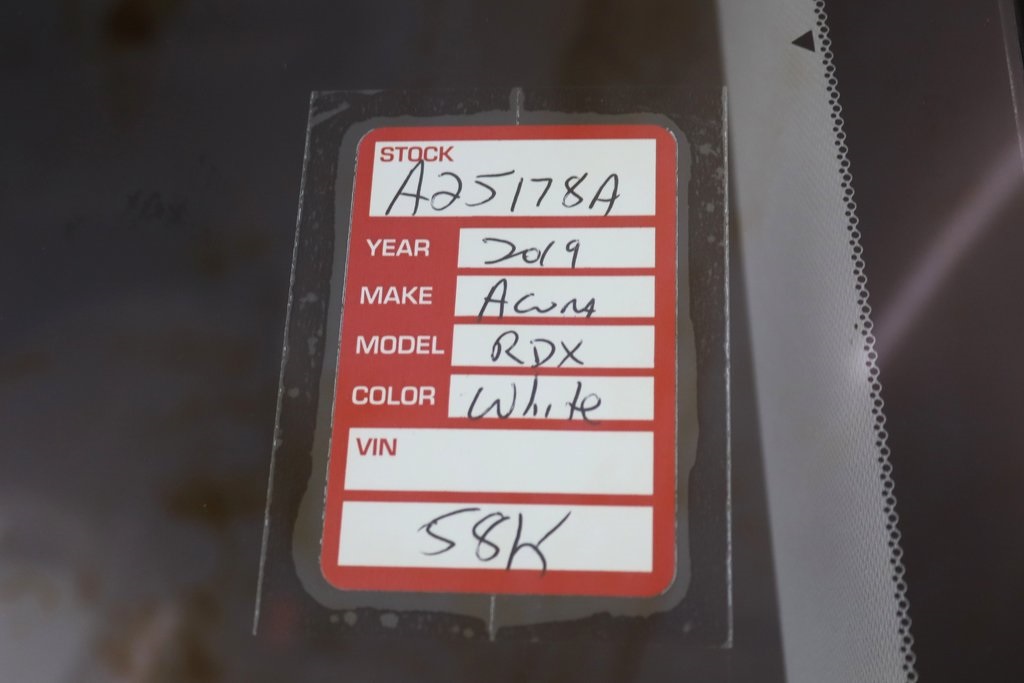 STOCK
A25178A
YEAR 2019
MAKE Acura
MODEL RDX
COLOR White
VIN
58K